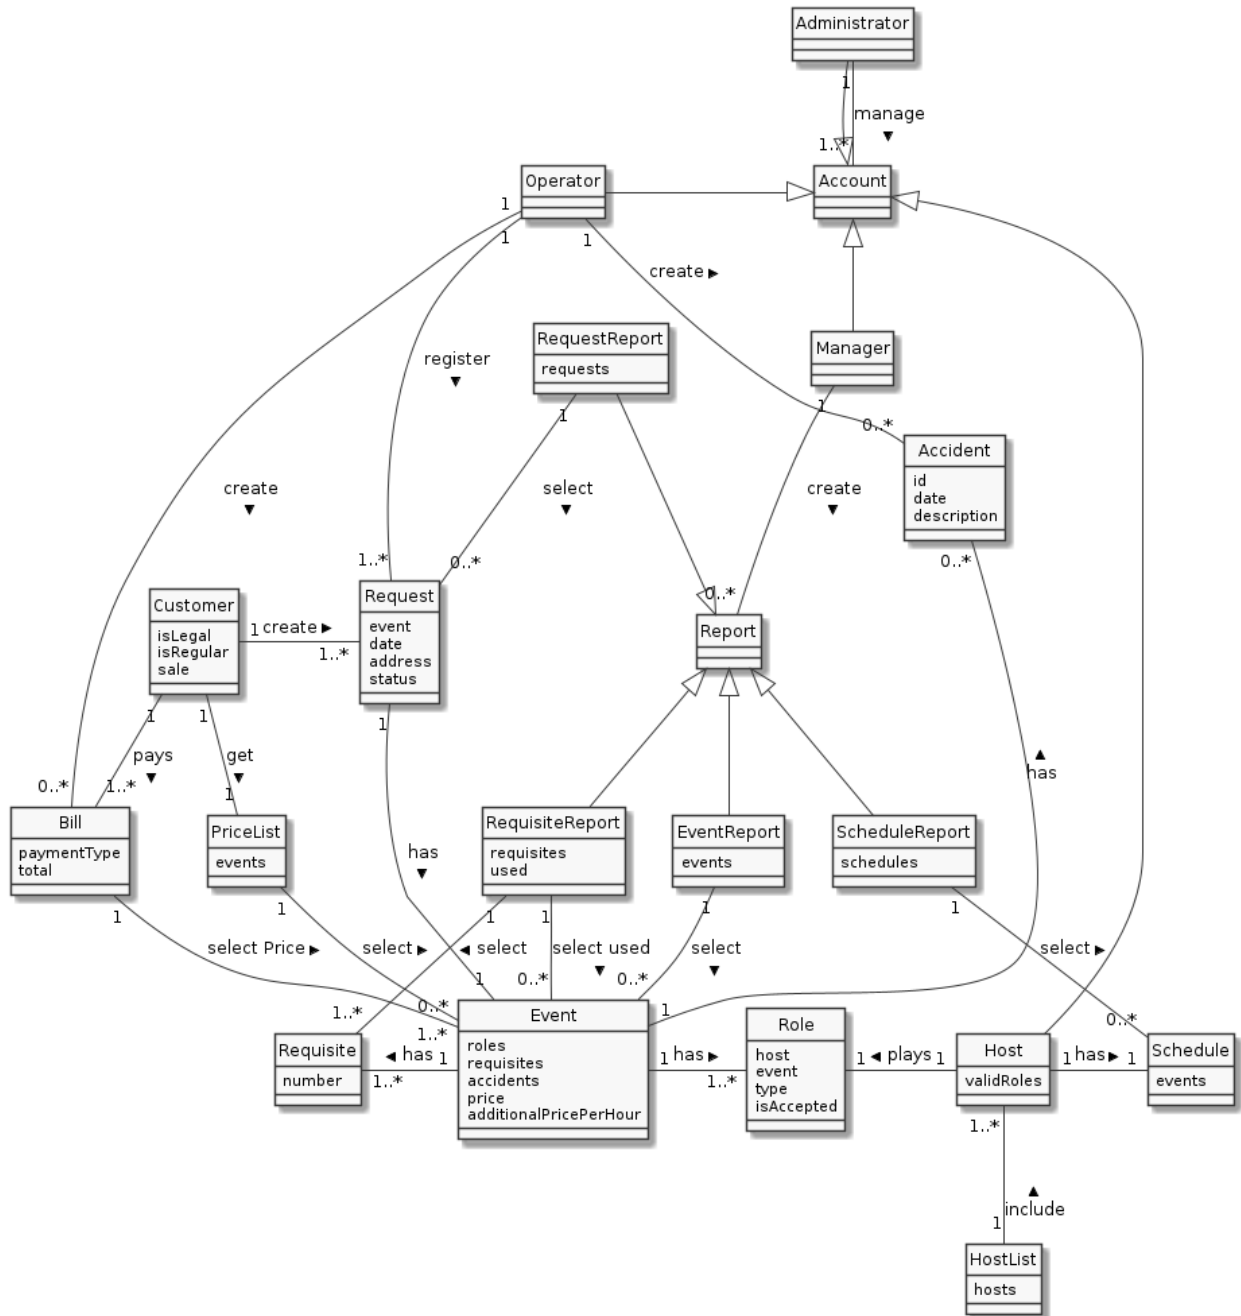 Administrator
1
manage
▼
1..*
Operator
Account
1
1
1
create ►
RequestReport
requests
Manager
register
▼
1
1
0..*
Accident
id
date
description
create
▼
select
▼
create
▼
1..*
0..*
0..*
Request
event
date
address
status
Customer
isLegal
isRegular
sale
1
create ►
1..*
0..*
Report
1
1
1
pays
▼
get
▼
▲
has
0..*
1..*
1
Bill
paymentType
total
PriceList
events
RequisiteReport
requisites
used
EventReport
events
ScheduleReport
schedules
has
▼
1
1
1
1
1
1
select Price ►
select ►
◄ select
select used
▼
select
▼
select ►
1
0..*
0..*
1..*
0..*
1..*
1
0..*
Requisite
number
◄ has
1
1..*
Event
roles
requisites
accidents
price
additionalPricePerHour
1
has ►
1..*
Role
host
event
type
isAccepted
1
◄ plays
1
Host
validRoles
1
has ►
1
Schedule
events
1..*
▲
include
1
HostList
hosts